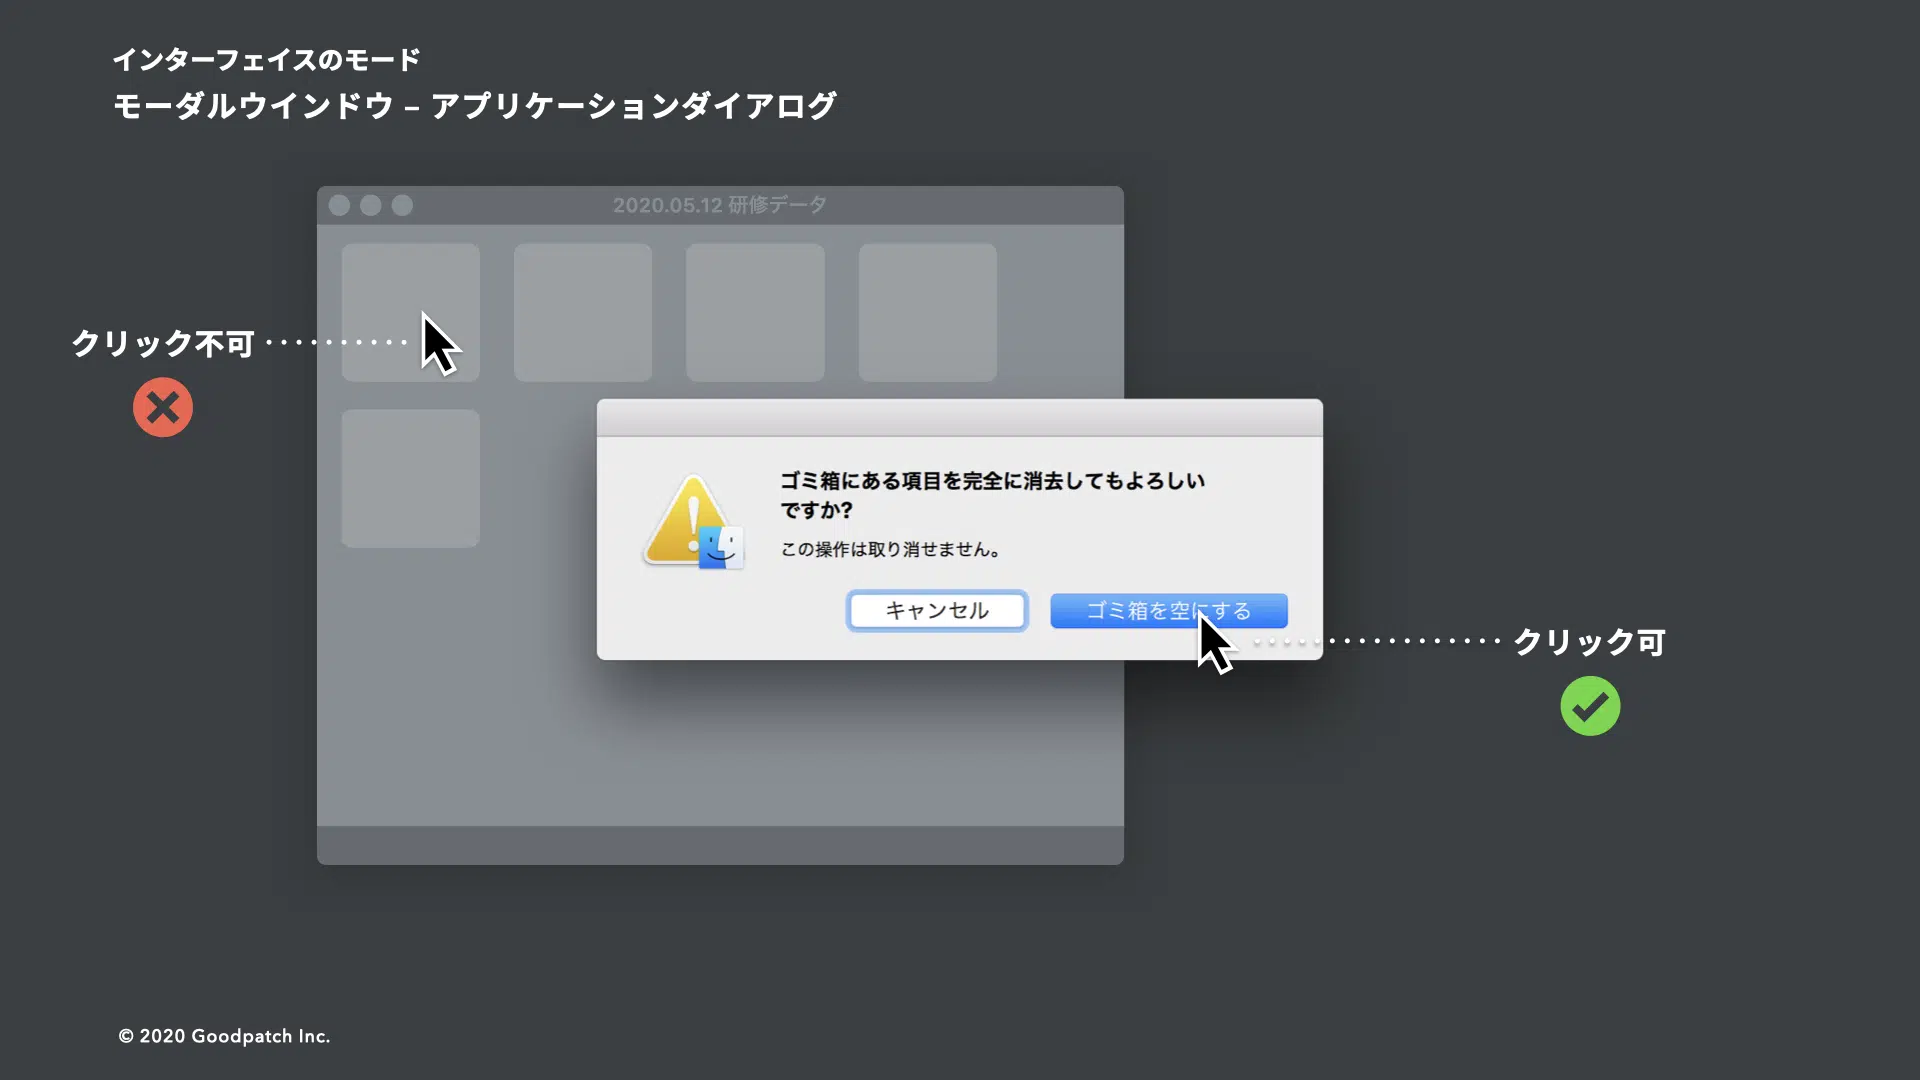 インターフェイスのモード
モーダルウインドウ – アプリケーションダイアログ
2020.05.12 研修データ
クリック不可
ゴミ箱にある項目を完全に消去してもよろしい
ですか?
この操作は取り消せません。
キャンセル
ゴミ箱を空にする
クリック可
© 2020 Goodpatch Inc.